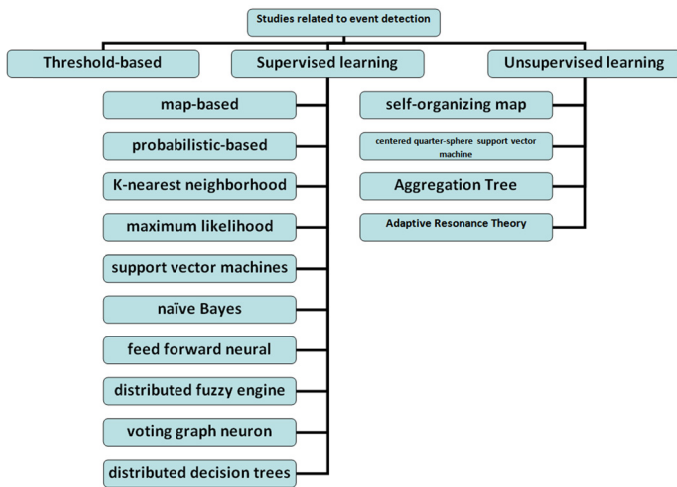 Studies related to event detection
Threshold-based
Supervised learning
Unsupervised learning
map-based
probabilistic-based
K-nearest neighborhood
maximum likelihood
support vector machines
naïve Bayes
feed forward neural
distributed fuzzy engine
voting graph neuron
distributed decision trees
self-organizing map
centered quarter-sphere support vector
machine
Aggregation Tree
Adaptive Resonance Theory